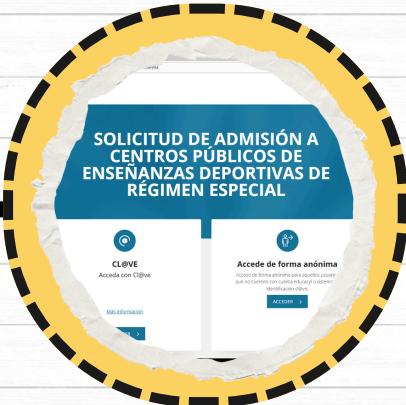 SOLICITUD DE ADMISIÓN A
CENTROS PÚBLICOS DE
ENSEÑANZAS DEPORTIVAS DE
RÉGIMEN ESPECIAL
CL@VE
Acceda con Cl@ve
Más información
Accede de forma anónima
Acceso de forma anónima para aquellos usuario
que no cuenten con cuenta educacyl o sistema
identificación cl@ve.
ACCEDER